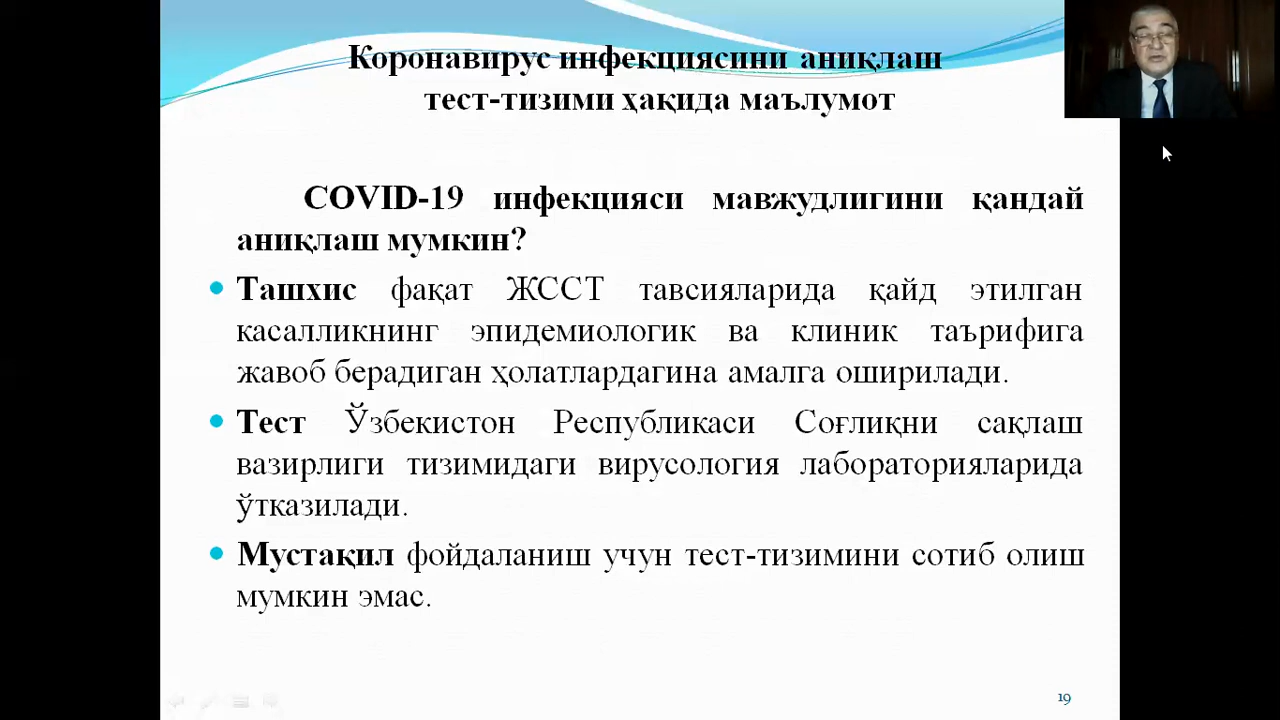 Коронавирус инфекциясини аниқлаш
тест-тизими ҳақида маълумот
COVID-19 инфекцияси мавжудлигини қандай
аниқлаш мумкин?
Ташхис фақат ЖССТ тавсияларида қайд этилган
касалликнинг эпидемиологик ва клиник таърифига
жавоб берадиган ҳолатлардагина амалга оширилади.
Тест Ўзбекистон Республикаси Соғлиқни сақлаш
вазирлиги тизимидаги вирусология лабораторияларида
ўтказилади.
Мустақил фойдаланиш учун тест-тизимини сотиб олиш
мумкин эмас.
19